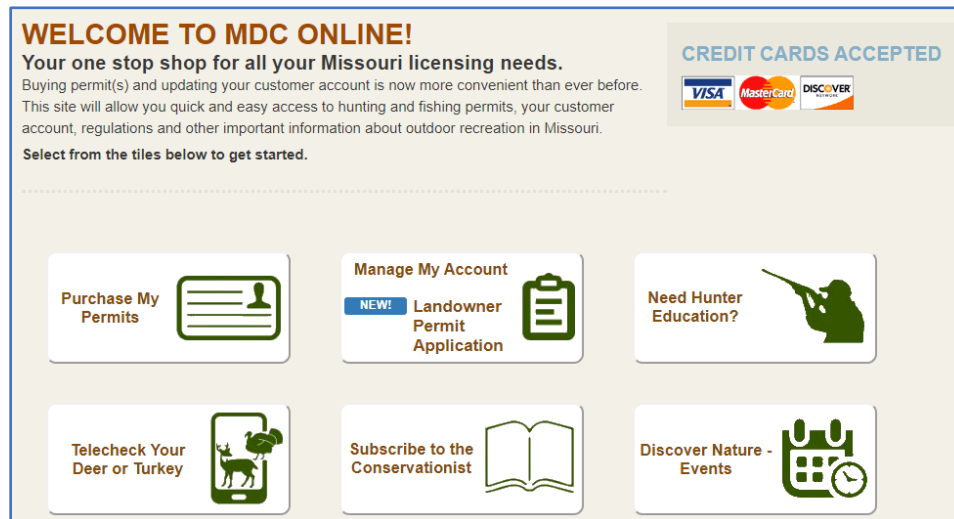 WELCOME TO MDC ONLINE!
Your one stop shop for all your Missouri licensing needs.
Buying permit(s) and updating your customer account is now more convenient than ever before.
This site will allow you quick and easy access to hunting and fishing permits, your customer
account, regulations and other important information about outdoor recreation in Missouri.
Select from the tiles below to get started.
CREDIT CARDS ACCEPTED
VISA MasterCard DISCOVER
NETWORK
Purchase My
Permits
Manage My Account
NEW! Landowner
Permit
Application
Need Hunter
Education?
Telecheck Your
Deer or Turkey
Subscribe to the
Conservationist
Discover Nature -
Events